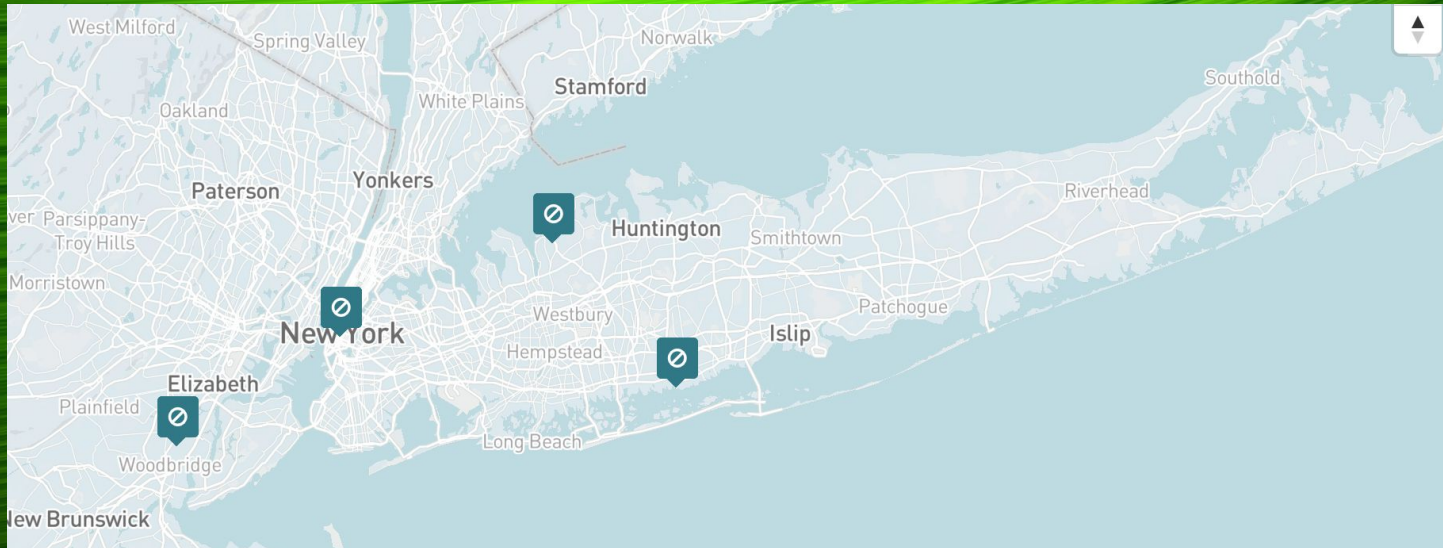 West Milford
Spring Valley
Norwalk
Stamford
Southold
White Plains
Oakland
Yonkers
Paterson
Riverhead
ver
Parsippany-
Troy Hills
Huntington
Smithtown
Morristown
Patchogue
Westbury
New York
Islip
Hempstead
Elizabeth
Plainfield
Long Beach
Woodbridge
New Brunswick